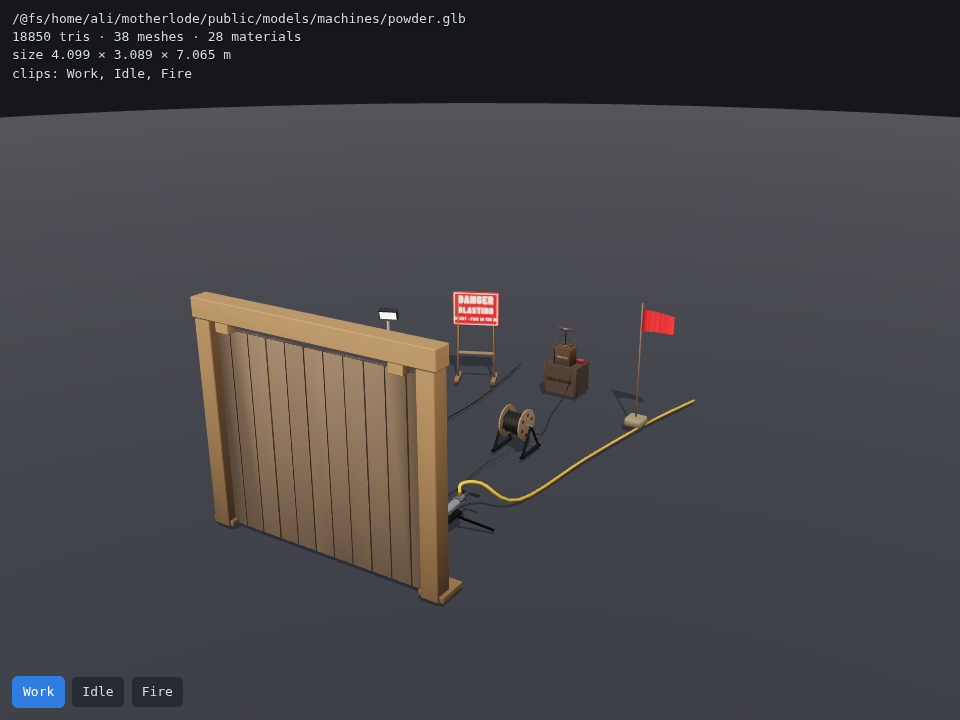 /@fs/home/ali/motherlode/public/models/machines/powder.glb
18850 tris · 38 meshes · 28 materials
size 4.099 × 3.089 × 7.065 m
clips: Work, Idle, Fire
DANGER
BLASTING
Work
Idle
Fire